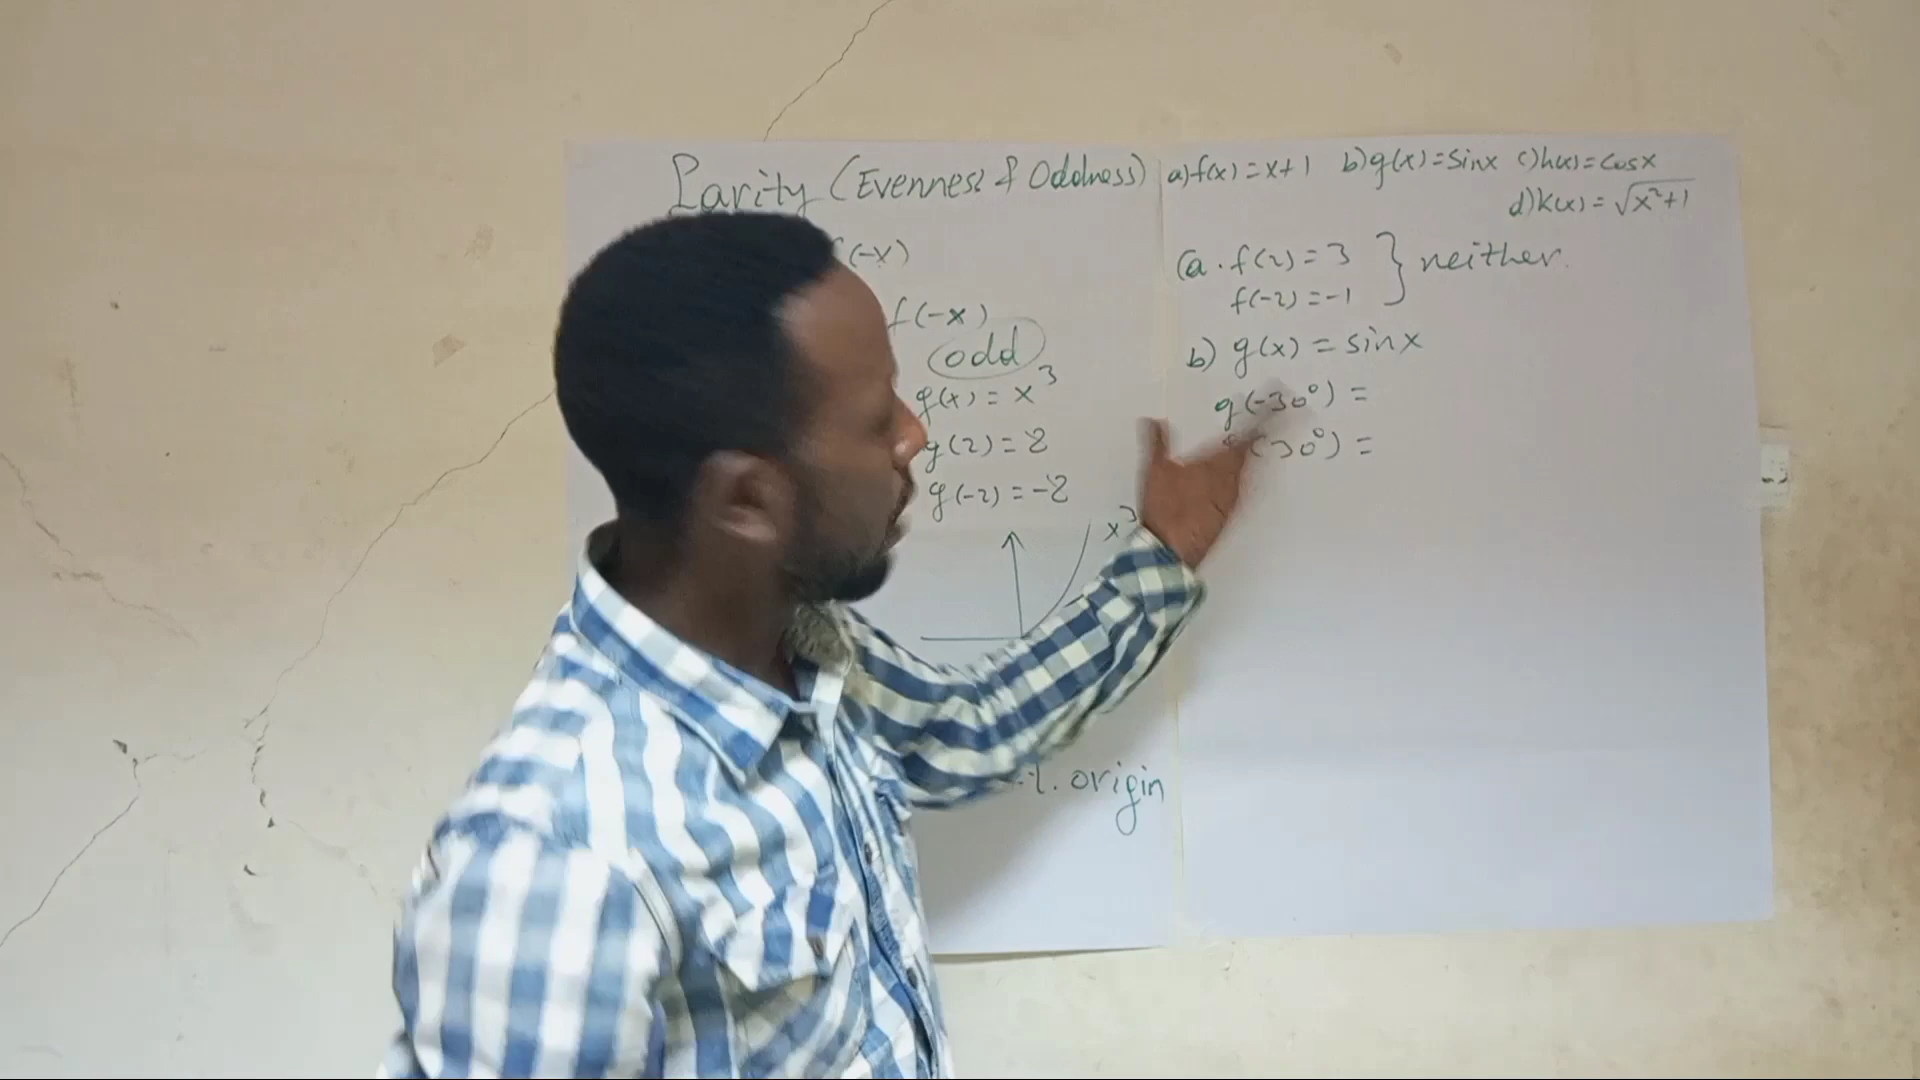 Parity (Evenness & Oddness)
(-x)
f(-x)
odd
g(x) = x³
g(2) = 8
g(-2) = -8
x³
origin
a) f(x) = x+1 b) g(x) = sinx c) h(x) = cosx
d) k(x) = √x²+1
(a. f(2) = 3 } neither.
f(-2) = -1
b) g(x) = sinx
g(-30°) =
(30°) =